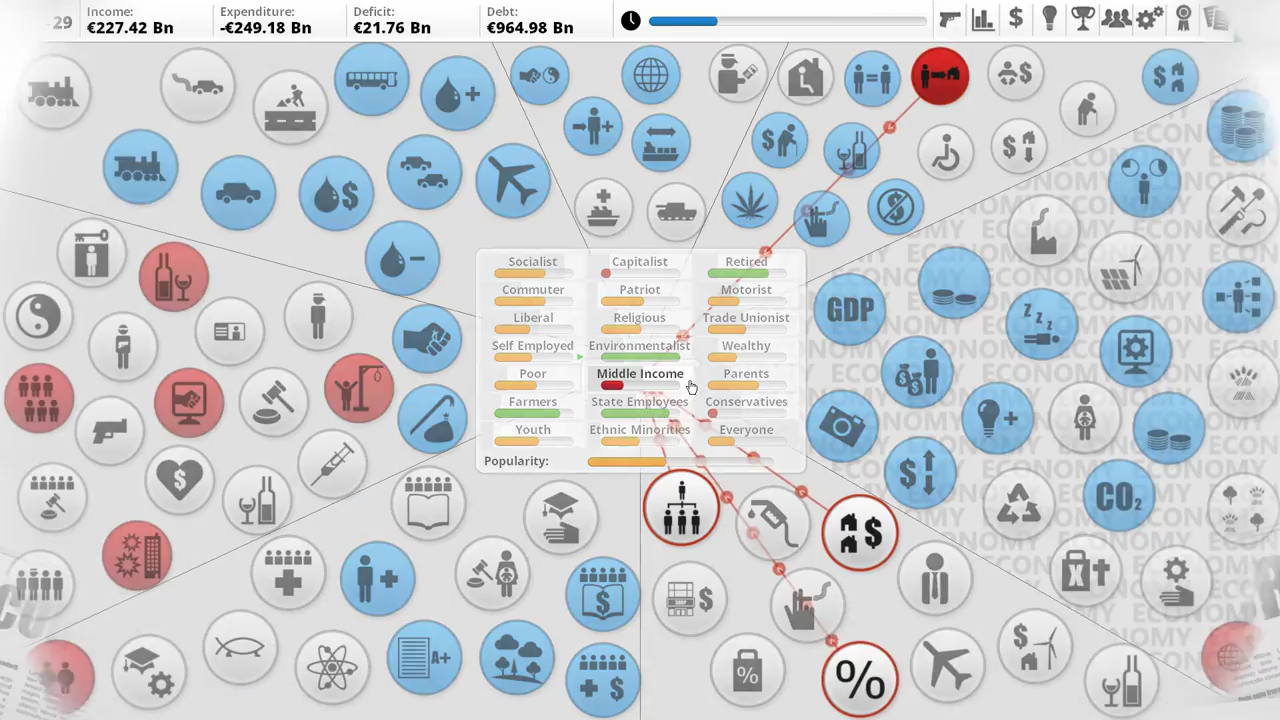 29
Income:
€227.42 Bn
Expenditure:
-€249.18 Bn
Deficit:
€21.76 Bn
Debt:
€964.98 Bn
ECONOMY
Socialist Capitalist Retired
Commuter Patriot Motorist
Liberal Religious Trade Unionist
Self Employed Environmentalist Wealthy
Poor Middle Income Parents
Farmers State Employees Conservatives
Youth Ethnic Minorities Everyone
Popularity:
GDP
CO₂
A+